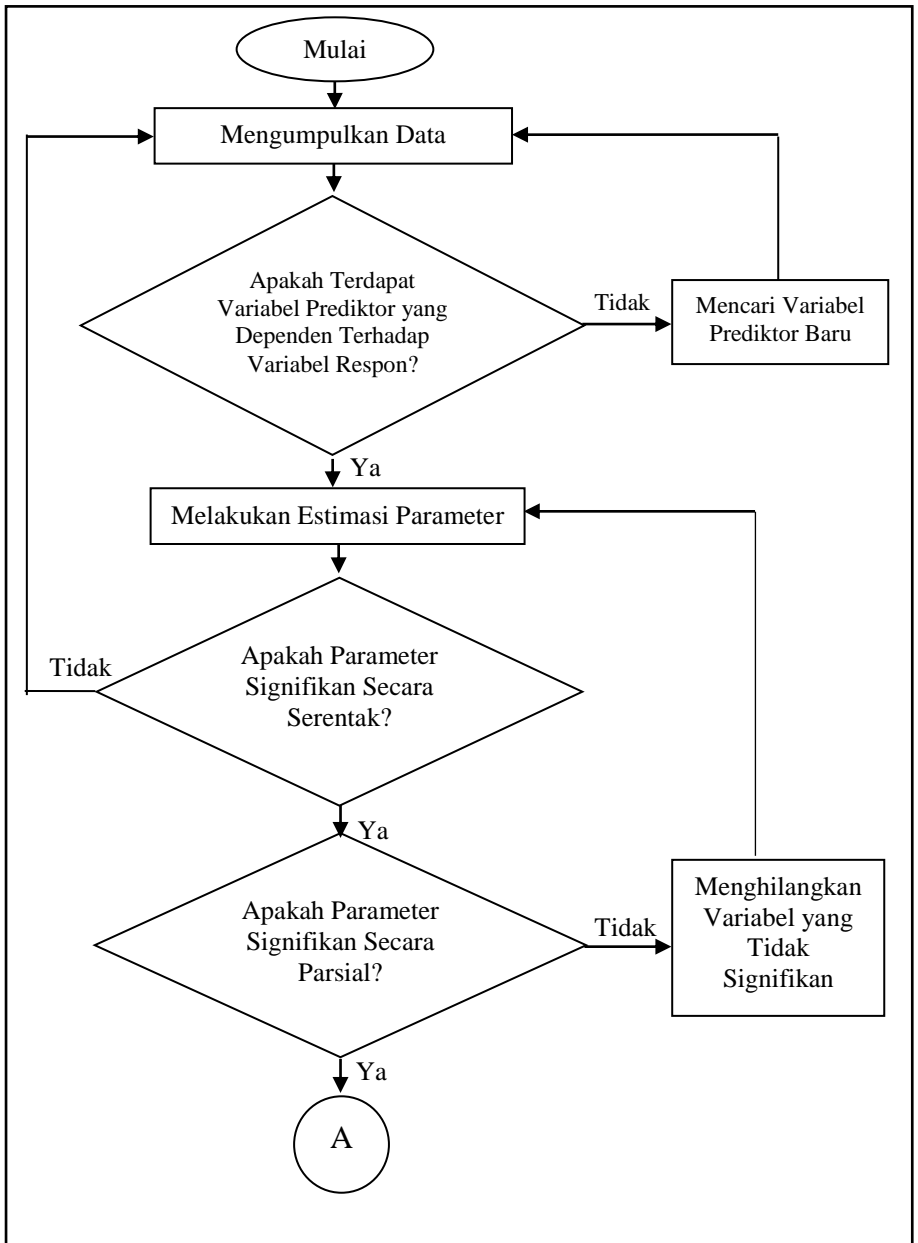 Mulai
Mengumpulkan Data
Apakah Terdapat
Variabel Prediktor yang
Dependen Terhadap
Variabel Respon?
Tidak
Mencari Variabel
Prediktor Baru
Ya
Melakukan Estimasi Parameter
Tidak
Apakah Parameter
Signifikan Secara
Serentak?
Ya
Apakah Parameter
Signifikan Secara
Parsial?
Tidak
Menghilangkan
Variabel yang
Tidak
Signifikan
Ya
A